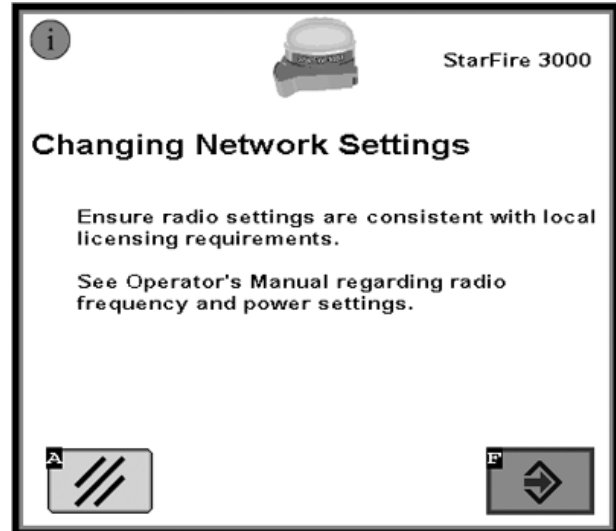 i
StarFire 3000
Changing Network Settings
Ensure radio settings are consistent with local
licensing requirements.
See Operator's Manual regarding radio
frequency and power settings.
A
F